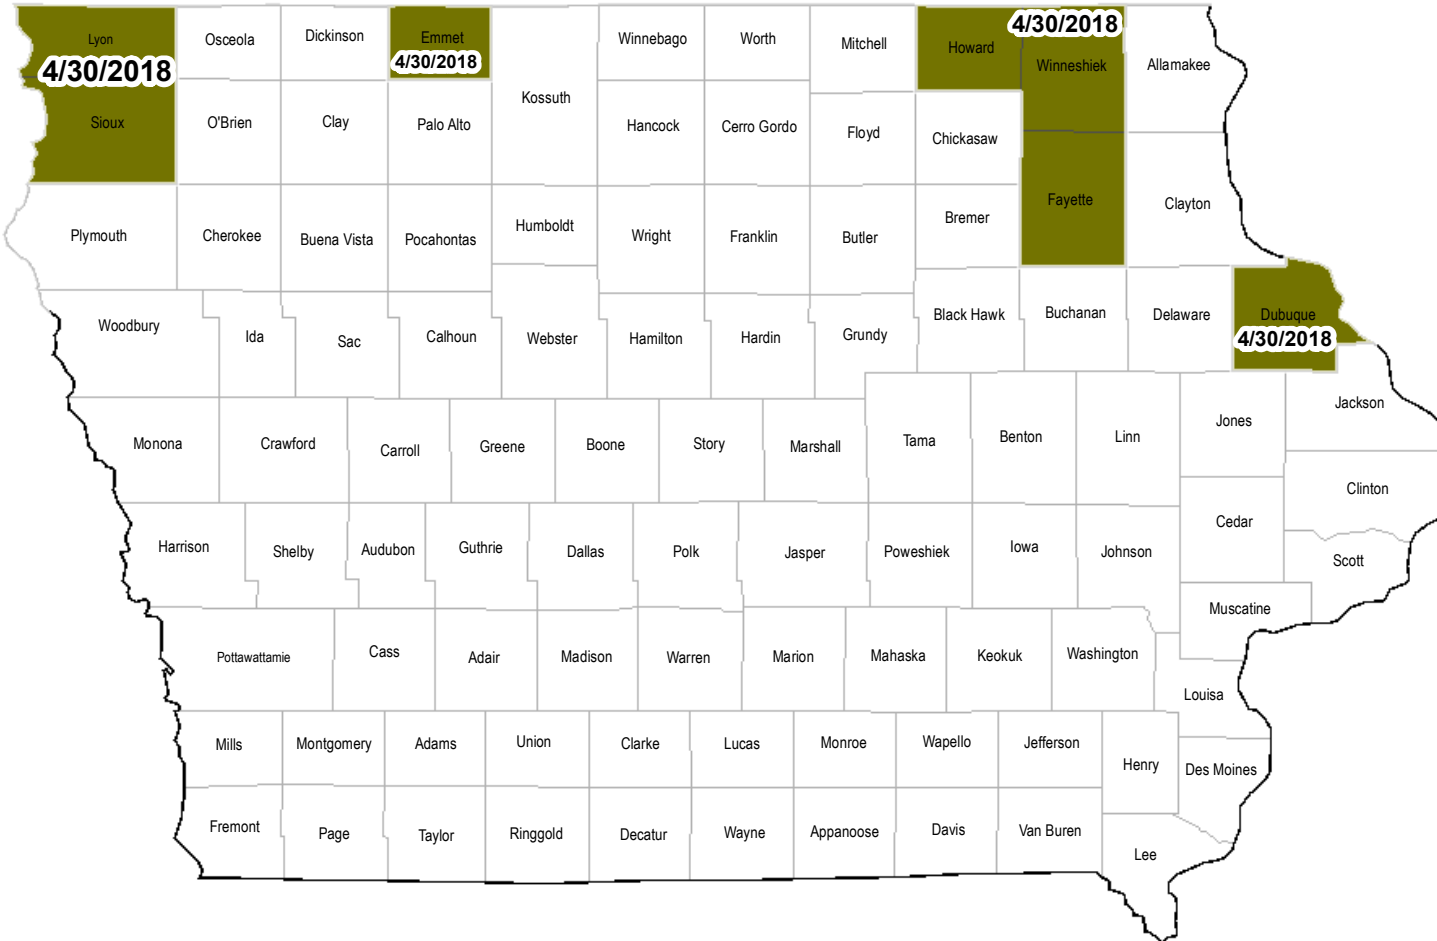 Lyon
Osceola
Dickinson
Emmet
4/30/2018
Winnebago
Worth
Mitchell
Howard
4/30/2018
Winneshiek
Allamakee
4/30/2018
Sioux
O'Brien
Clay
Palo Alto
Kossuth
Hancock
Cerro Gordo
Floyd
Chickasaw
Fayette
Clayton
Plymouth
Cherokee
Buena Vista
Pocahontas
Humboldt
Wright
Franklin
Butler
Bremer
Woodbury
Ida
Sac
Calhoun
Webster
Hamilton
Hardin
Grundy
Black Hawk
Buchanan
Delaware
Dubuque
4/30/2018
Monona
Crawford
Carroll
Greene
Boone
Story
Marshall
Tama
Benton
Linn
Jones
Jackson
Clinton
Harrison
Shelby
Audubon
Guthrie
Dallas
Polk
Jasper
Poweshiek
Iowa
Johnson
Cedar
Scott
Muscatine
Pottawattamie
Cass
Adair
Madison
Warren
Marion
Mahaska
Keokuk
Washington
Louisa
Mills
Montgomery
Adams
Union
Clarke
Lucas
Monroe
Wapello
Jefferson
Henry
Des Moines
Fremont
Page
Taylor
Ringgold
Decatur
Wayne
Appanoose
Davis
Van Buren
Lee